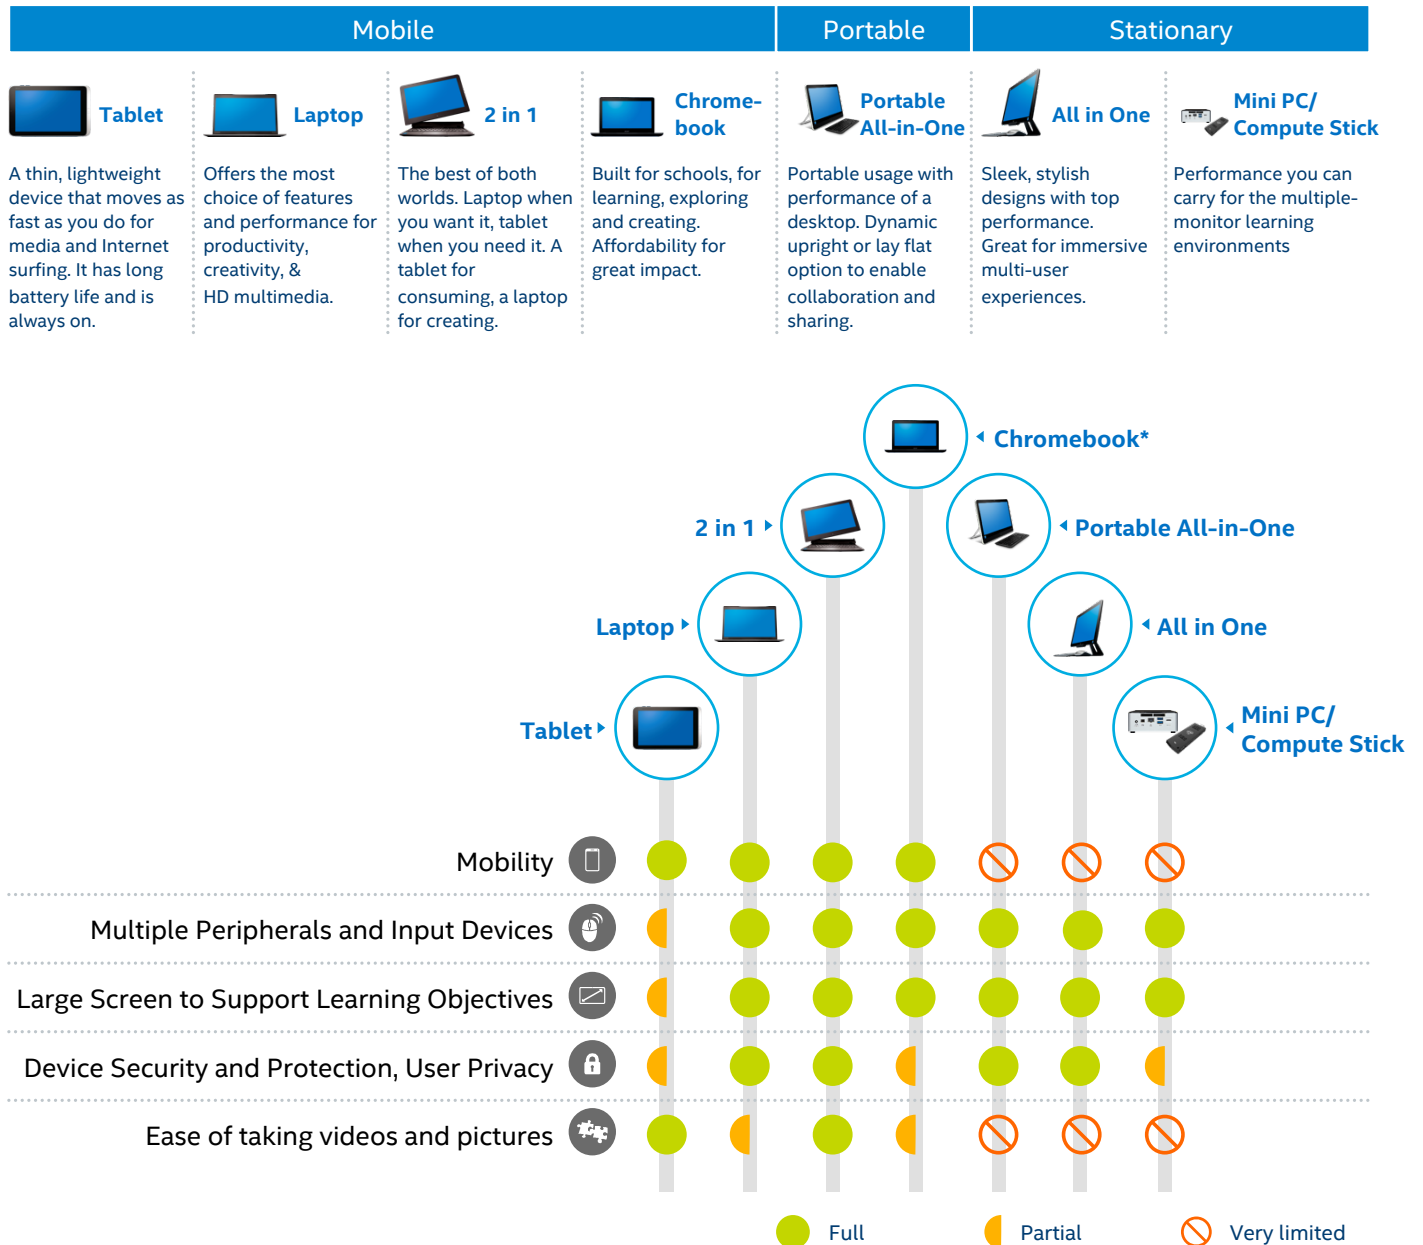 Mobile
Portable
Stationary
Tablet
A thin, lightweight
device that moves as
fast as you do for
media and Internet
surfing. It has long
battery life and is
always on.
Laptop
Offers the most
choice of features
and performance for
productivity,
creativity, &
HD multimedia.
2 in 1
The best of both
worlds. Laptop when
you want it, tablet
when you need it. A
tablet for
consuming, a laptop
for creating.
Chrome-
book
Built for schools, for
learning, exploring
and creating.
Affordability for
great impact.
Portable
All-in-One
Portable usage with
performance of a
desktop. Dynamic
upright or lay flat
option to enable
collaboration and
sharing.
All in One
Sleek, stylish
designs with top
performance.
Great for immersive
multi-user
experiences.
Mini PC/
Compute Stick
Performance you can
carry for the multiple-
monitor learning
environments
Chromebook*
2 in 1
Portable All-in-One
Laptop
All in One
Tablet
Mini PC/
Compute Stick
Mobility
Multiple Peripherals and Input Devices
Large Screen to Support Learning Objectives
Device Security and Protection, User Privacy
Ease of taking videos and pictures
Full
Partial
Very limited